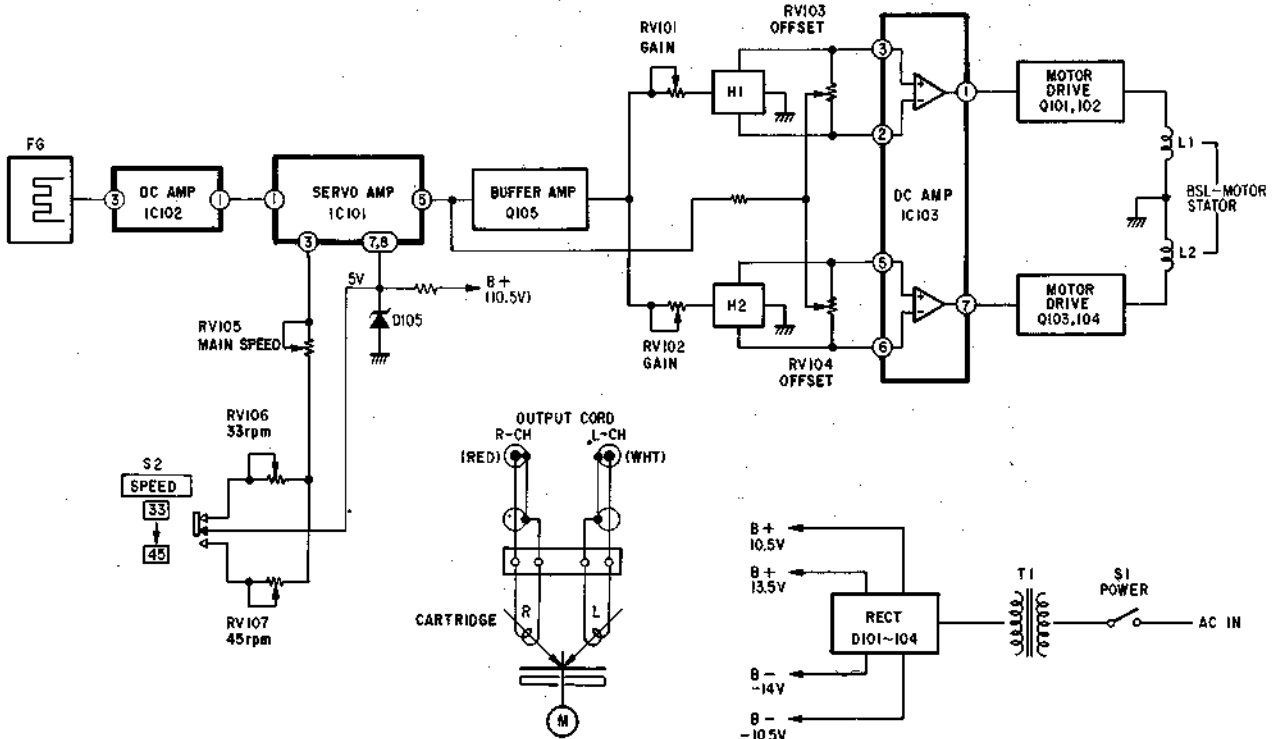 RV103
OFFSET
RV101
GAIN
3
H1
2
1
MOTOR
DRIVE
Q101,102
L1
BSL-MOTOR
STATOR
L2
FG
3
DC AMP
IC102
1
1
SERVO AMP
IC101
5
3
7,8
BUFFER AMP
Q105
DC AMP
IC103
5V
B+
(10.5V)
D105
RV105
MAIN SPEED
H2
5
6
7
MOTOR
DRIVE
Q103,104
RV102
GAIN
RV104
OFFSET
RV106
33rpm
S2
SPEED
33
45
RV107
45rpm
OUTPUT CORD
R-CH
L-CH
(RED)
(WHT)
CARTRIDGE
R
L
M
B+
10.5V
B+
13.5V
RECT
D101~104
B-
-14V
B-
-10.5V
T1
S1
POWER
AC IN